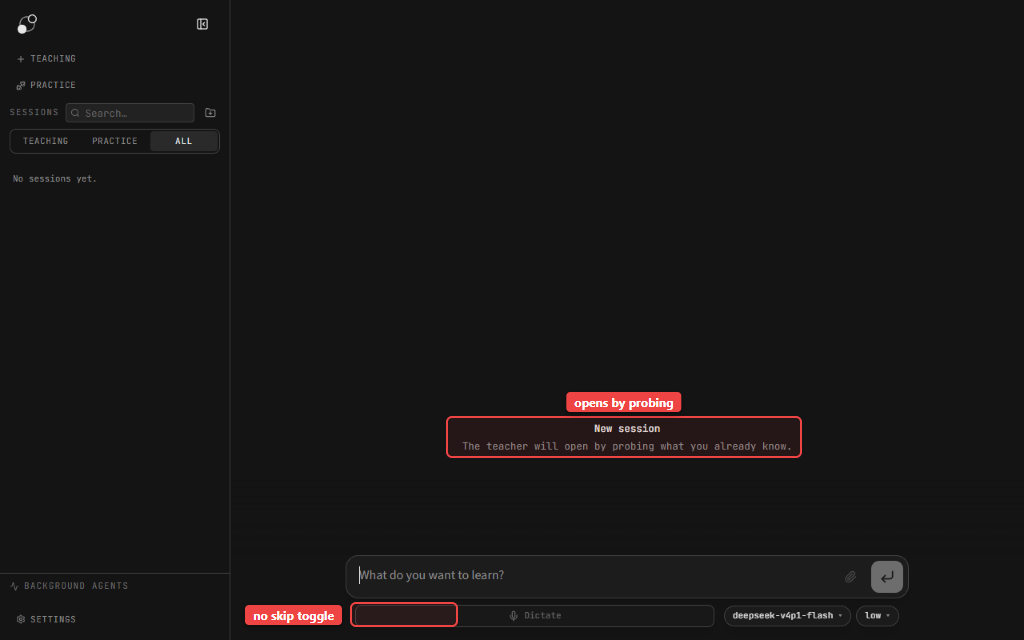 TEACHING
PRACTICE
SESSIONS
Search…
TEACHING PRACTICE ALL
No sessions yet.
opens by probing
New session
The teacher will open by probing what you already know.
What do you want to learn?
no skip toggle
Dictate
deepseek-v4p1-flash
low
BACKGROUND AGENTS
SETTINGS